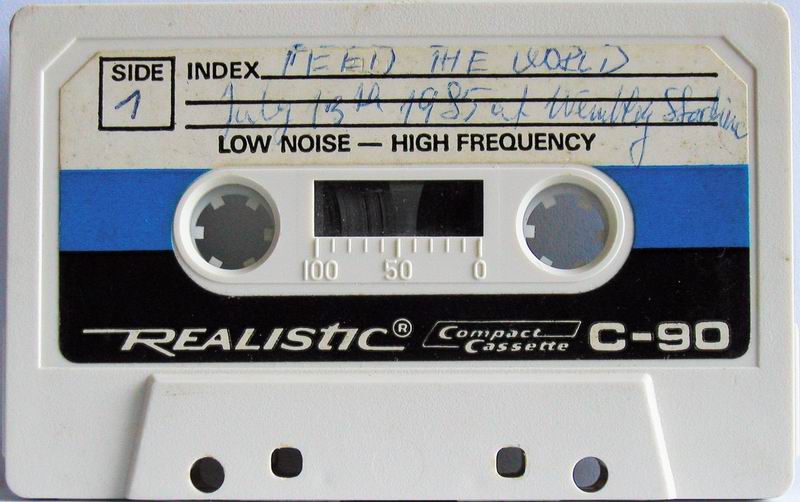 SIDE 1
INDEX FEED THE WORLD
July 13th 1985 at Wembley Stadium
LOW NOISE — HIGH FREQUENCY
100 50 0
REALISTIC® Compact Cassette C-90